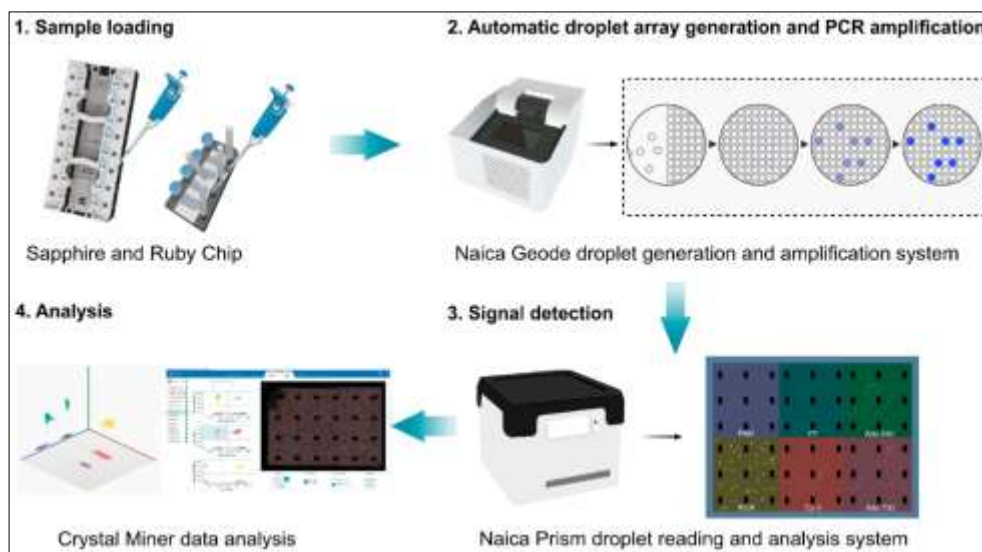 1. Sample loading
2. Automatic droplet array generation and PCR amplification
Sapphire and Ruby Chip
Naica Geode droplet generation and amplification system
4. Analysis
3. Signal detection
Crystal Miner data analysis
Naica Prism droplet reading and analysis system